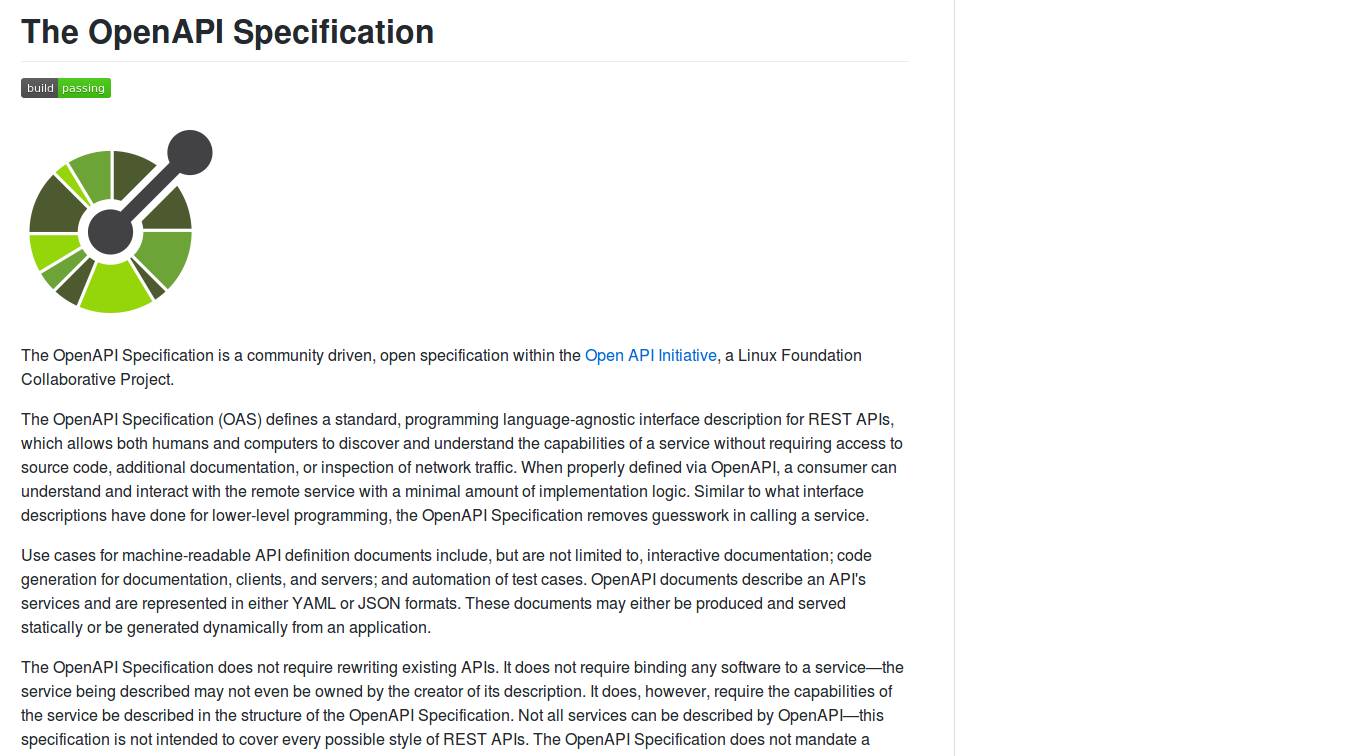 The OpenAPI Specification
build passing
The OpenAPI Specification is a community driven, open specification within the Open API Initiative, a Linux Foundation
Collaborative Project.
The OpenAPI Specification (OAS) defines a standard, programming language-agnostic interface description for REST APIs,
which allows both humans and computers to discover and understand the capabilities of a service without requiring access to
source code, additional documentation, or inspection of network traffic. When properly defined via OpenAPI, a consumer can
understand and interact with the remote service with a minimal amount of implementation logic. Similar to what interface
descriptions have done for lower-level programming, the OpenAPI Specification removes guesswork in calling a service.
Use cases for machine-readable API definition documents include, but are not limited to, interactive documentation; code
generation for documentation, clients, and servers; and automation of test cases. OpenAPI documents describe an API's
services and are represented in either YAML or JSON formats. These documents may either be produced and served
statically or be generated dynamically from an application.
The OpenAPI Specification does not require rewriting existing APIs. It does not require binding any software to a service—the
service being described may not even be owned by the creator of its description. It does, however, require the capabilities of
the service be described in the structure of the OpenAPI Specification. Not all services can be described by OpenAPI—this
specification is not intended to cover every possible style of REST APIs. The OpenAPI Specification does not mandate a